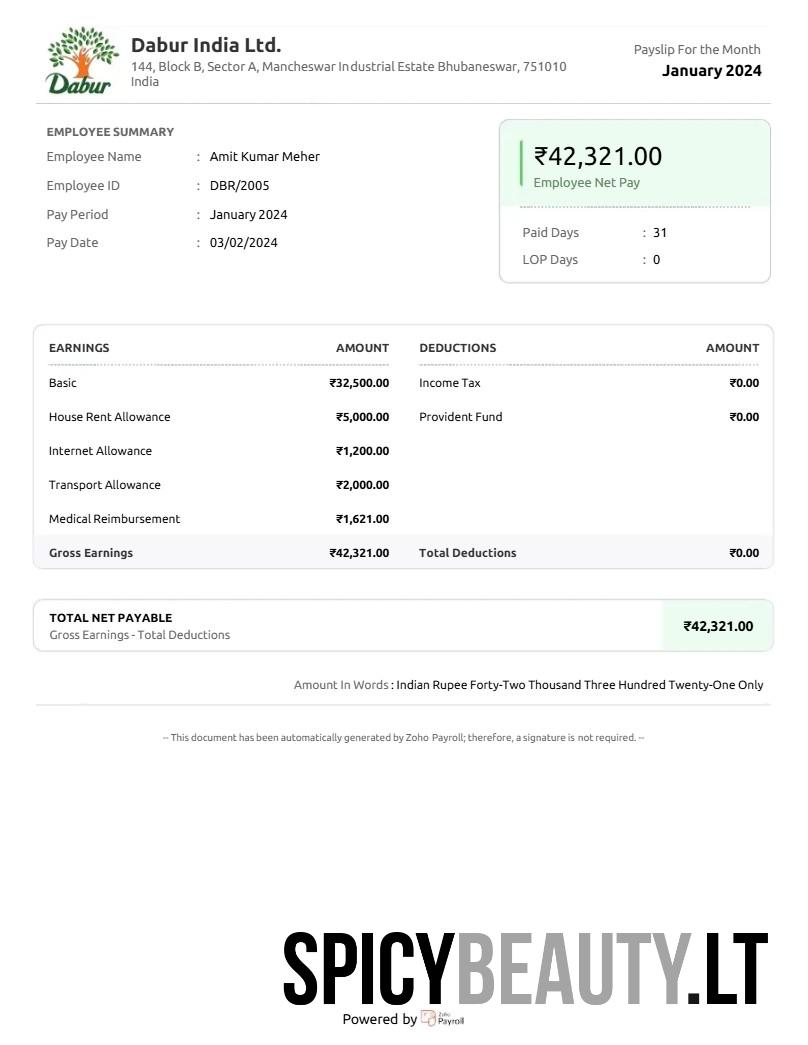 Dabur
Dabur India Ltd.
144, Block B, Sector A, Mancheswar Industrial Estate Bhubaneswar, 751010
India
Payslip For the Month
January 2024
EMPLOYEE SUMMARY
Employee Name : Amit Kumar Meher
Employee ID : DBR/2005
Pay Period : January 2024
Pay Date : 03/02/2024
₹42,321.00
Employee Net Pay
Paid Days : 31
LOP Days : 0
EARNINGS AMOUNT DEDUCTIONS AMOUNT
Basic ₹32,500.00 Income Tax ₹0.00
House Rent Allowance ₹5,000.00 Provident Fund ₹0.00
Internet Allowance ₹1,200.00
Transport Allowance ₹2,000.00
Medical Reimbursement ₹1,621.00
Gross Earnings ₹42,321.00 Total Deductions ₹0.00
TOTAL NET PAYABLE
Gross Earnings - Total Deductions
₹42,321.00
Amount In Words : Indian Rupee Forty-Two Thousand Three Hundred Twenty-One Only
-- This document has been automatically generated by Zoho Payroll; therefore, a signature is not required. --
SPICYBEAUTY.LT
Powered by Zoho Payroll